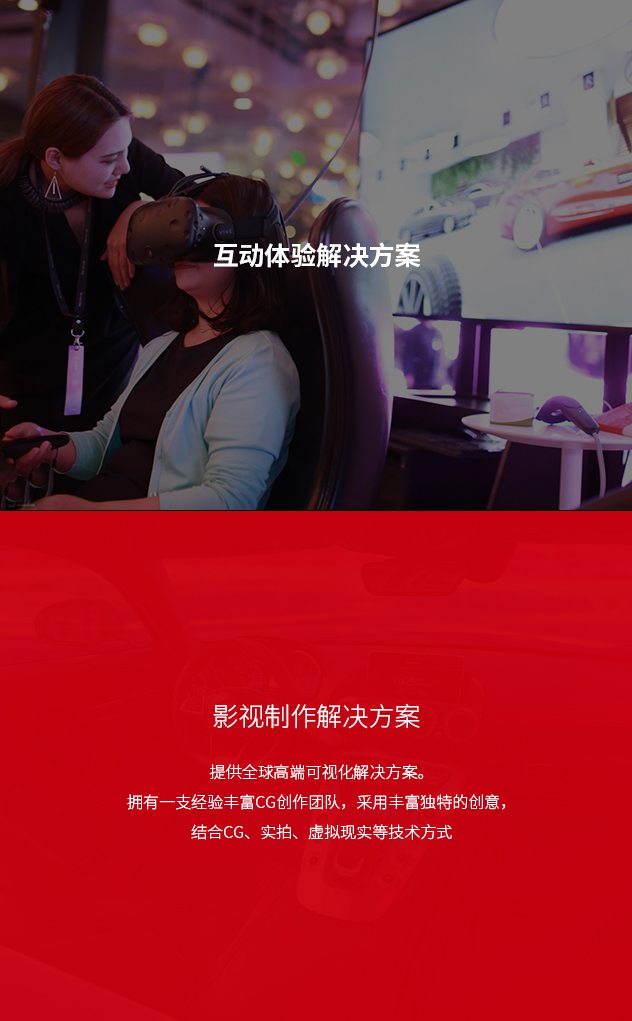 互动体验解决方案
影视制作解决方案
提供全球高端可视化解决方案。
拥有一支经验丰富CG创作团队，采用丰富独特的创意，
结合CG、实拍、虚拟现实等技术方式